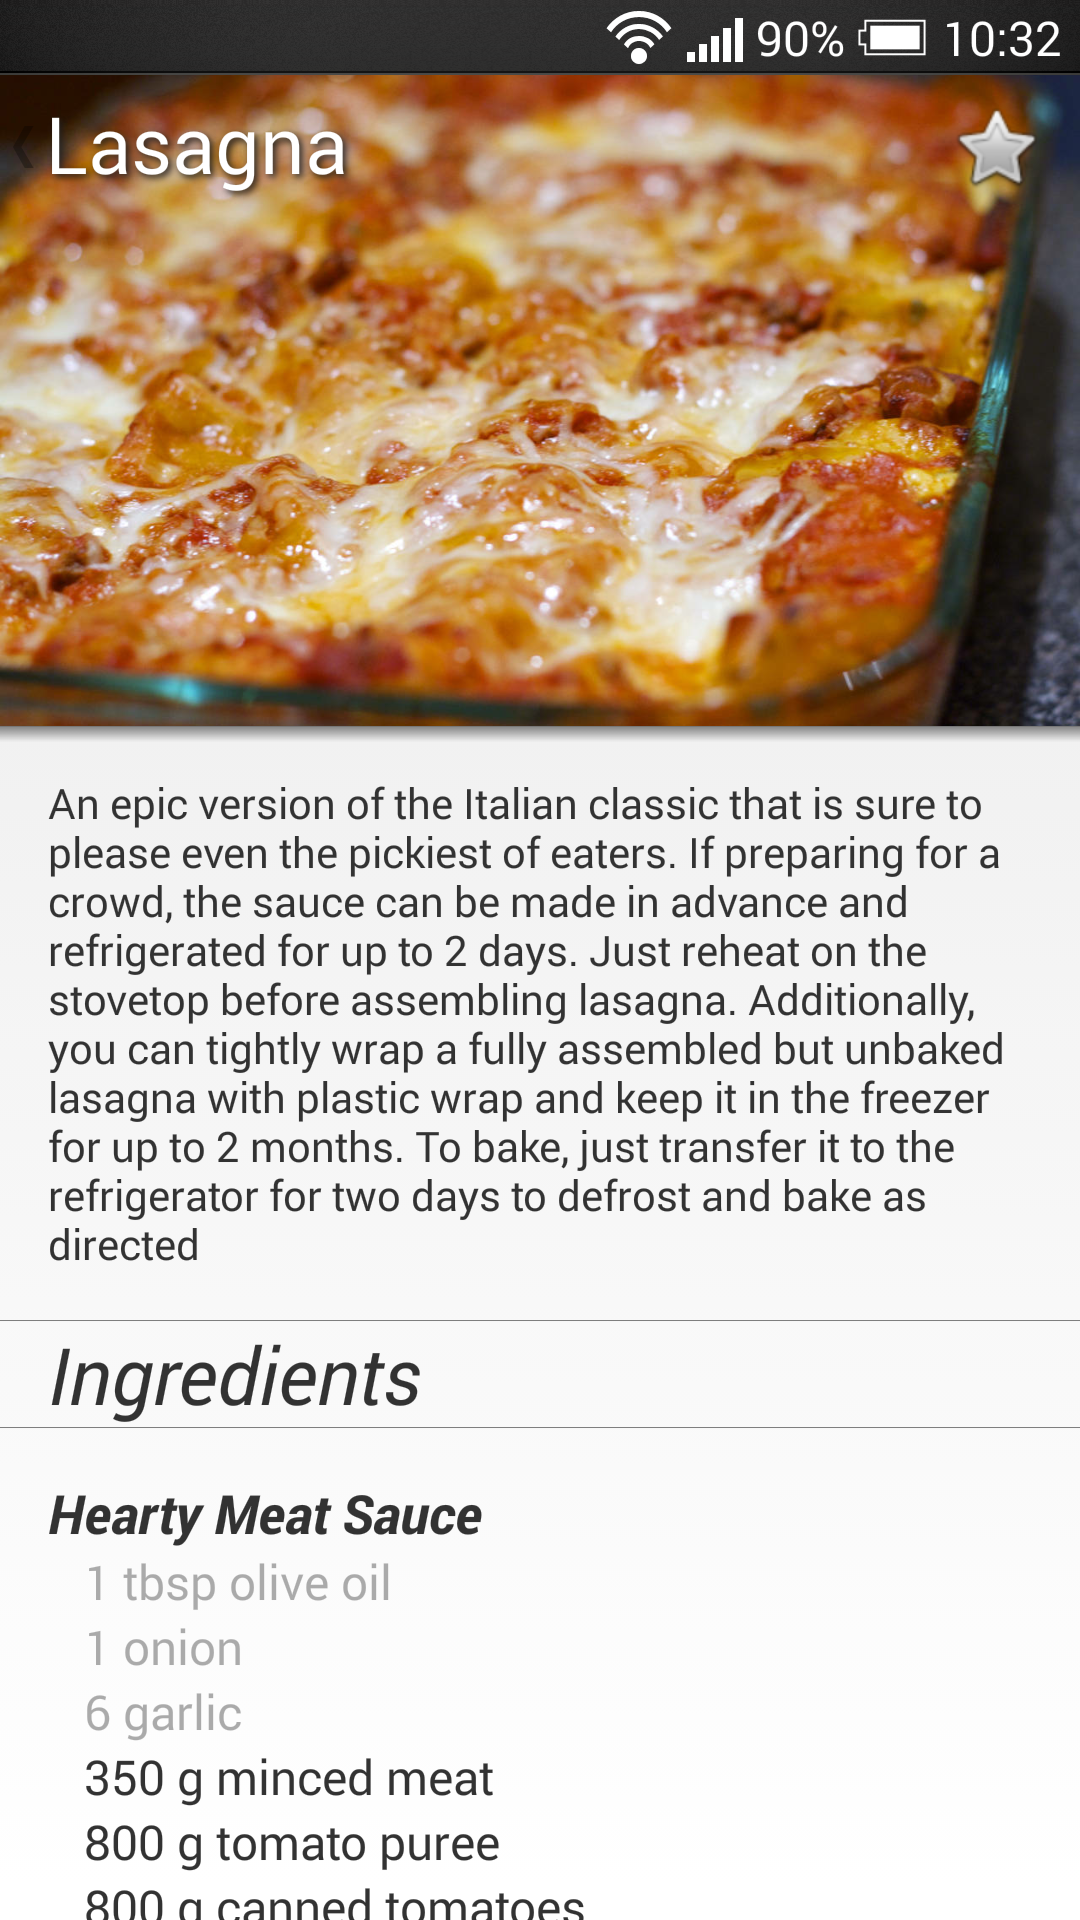 90% 10:32
Lasagna
An epic version of the Italian classic that is sure to
please even the pickiest of eaters. If preparing for a
crowd, the sauce can be made in advance and
refrigerated for up to 2 days. Just reheat on the
stovetop before assembling lasagna. Additionally,
you can tightly wrap a fully assembled but unbaked
lasagna with plastic wrap and keep it in the freezer
for up to 2 months. To bake, just transfer it to the
refrigerator for two days to defrost and bake as
directed
Ingredients
Hearty Meat Sauce
1 tbsp olive oil
1 onion
6 garlic
350 g minced meat
800 g tomato puree
800 g canned tomatoes